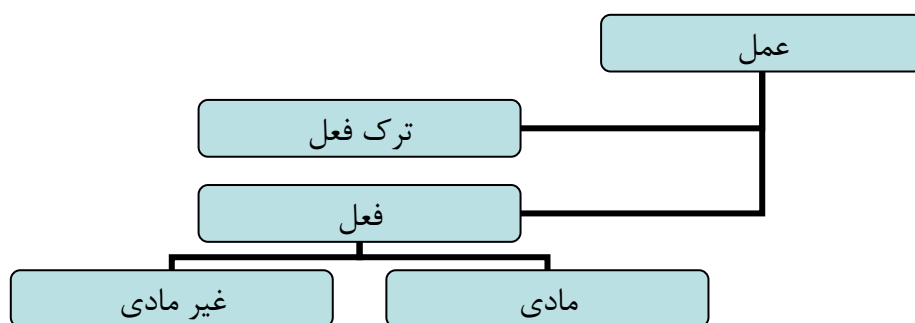 عمل
ترک فعل
فعل
مادی
غیر مادی